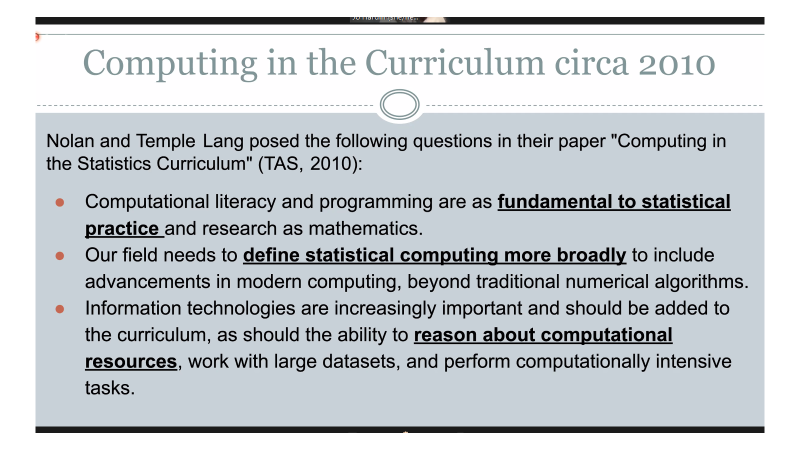 Computing in the Curriculum circa 2010
Nolan and Temple Lang posed the following questions in their paper "Computing in
the Statistics Curriculum" (TAS, 2010):
● Computational literacy and programming are as fundamental to statistical
practice and research as mathematics.
● Our field needs to define statistical computing more broadly to include
advancements in modern computing, beyond traditional numerical algorithms.
● Information technologies are increasingly important and should be added to
the curriculum, as should the ability to reason about computational
resources, work with large datasets, and perform computationally intensive
tasks.